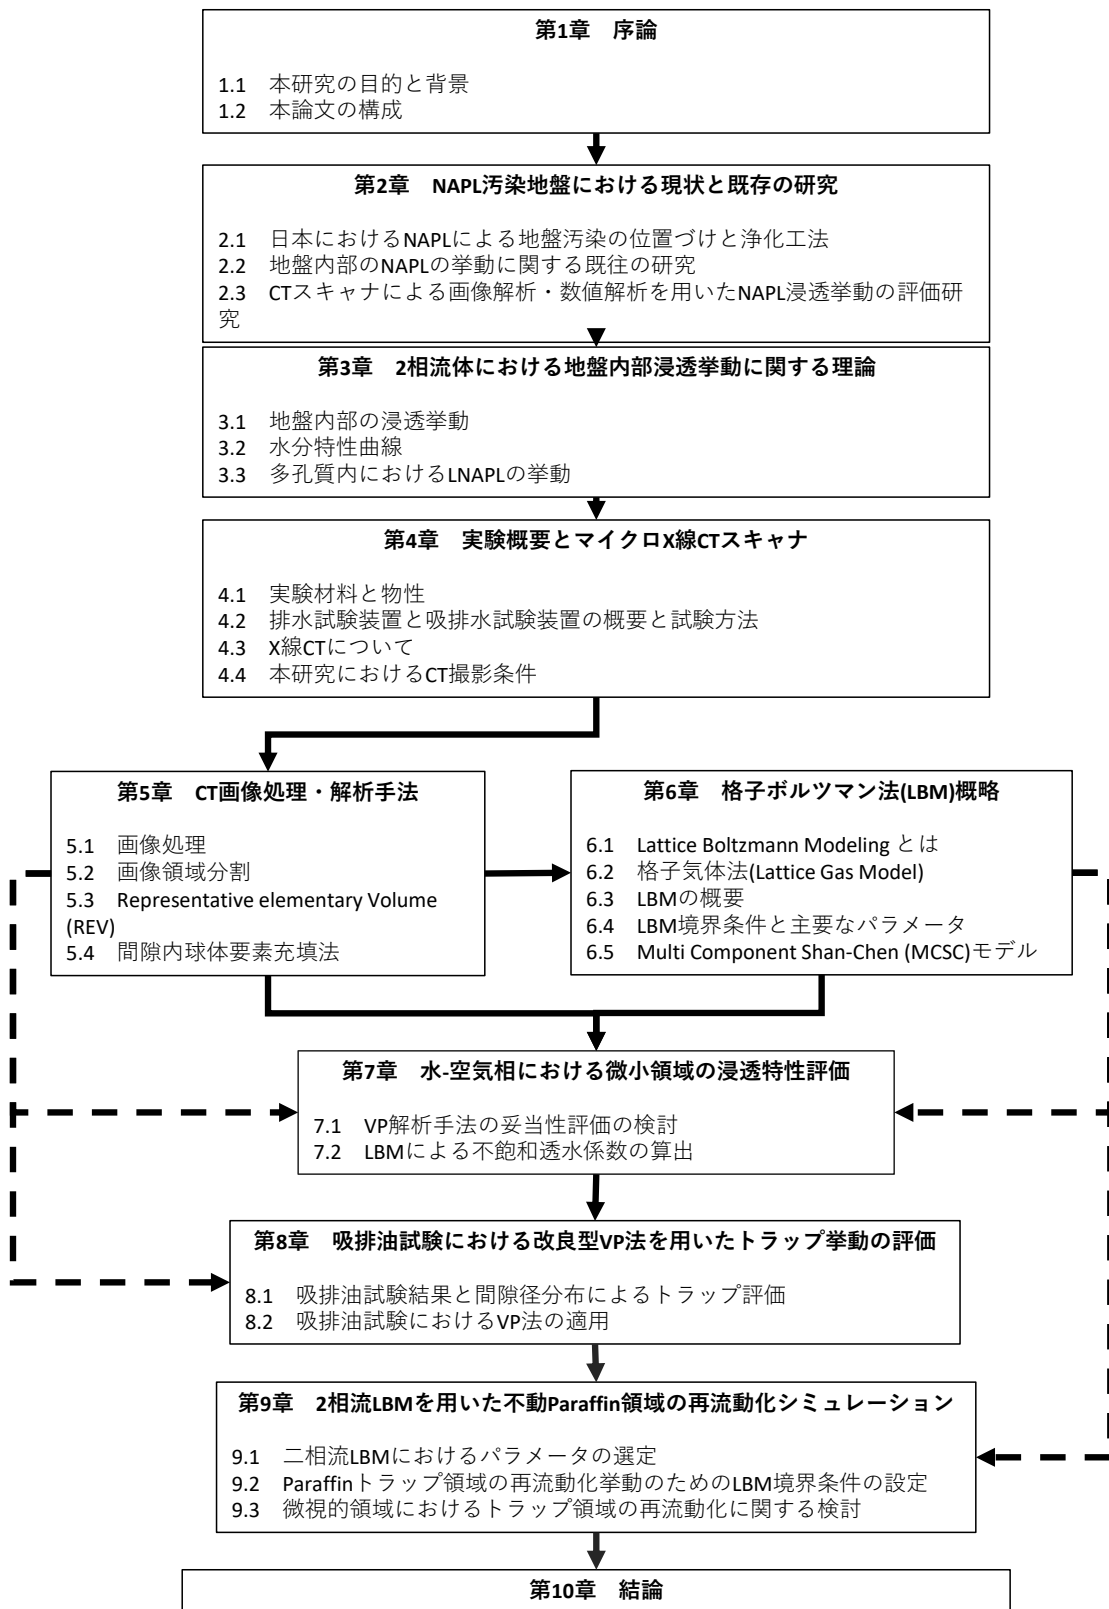 第1章　序論
1.1　本研究の目的と背景
1.2　本論文の構成
第2章　NAPL汚染地盤における現状と既存の研究
2.1　日本におけるNAPLによる地盤汚染の位置づけと浄化工法
2.2　地盤内部のNAPLの挙動に関する既往の研究
2.3　CTスキャナによる画像解析・数値解析を用いたNAPL浸透挙動の評価研
究
第3章　2相流体における地盤内部浸透挙動に関する理論
3.1　地盤内部の浸透挙動
3.2　水分特性曲線
3.3　多孔質内におけるLNAPLの挙動
第4章　実験概要とマイクロX線CTスキャナ
4.1　実験材料と物性
4.2　排水試験装置と吸排水試験装置の概要と試験方法
4.3　X線CTについて
4.4　本研究におけるCT撮影条件
第5章　CT画像処理・解析手法
5.1　画像処理
5.2　画像領域分割
5.3　Representative elementary Volume
(REV)
5.4　間隙内球体要素充填法
第6章　格子ボルツマン法(LBM)概略
6.1　Lattice Boltzmann Modeling とは
6.2　格子気体法(Lattice Gas Model)
6.3　LBMの概要
6.4　LBM境界条件と主要なパラメータ
6.5　Multi Component Shan-Chen (MCSC)モデル
第7章　水-空気相における微小領域の浸透特性評価
7.1　VP解析手法の妥当性評価の検討
7.2　LBMによる不飽和透水係数の算出
第8章　吸排油試験における改良型VP法を用いたトラップ挙動の評価
8.1　吸排油試験結果と間隙径分布によるトラップ評価
8.2　吸排油試験におけるVP法の適用
第9章　2相流LBMを用いた不動Paraffin領域の再流動化シミュレーション
9.1　二相流LBMにおけるパラメータの選定
9.2　Paraffinトラップ領域の再流動化挙動のためのLBM境界条件の設定
9.3　微視的領域におけるトラップ領域の再流動化に関する検討
第10章　結論